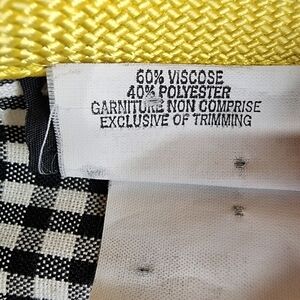 60% VISCOSE
40% POLYESTER
GARNITURE NON COMPRISE
EXCLUSIVE OF TRIMMING